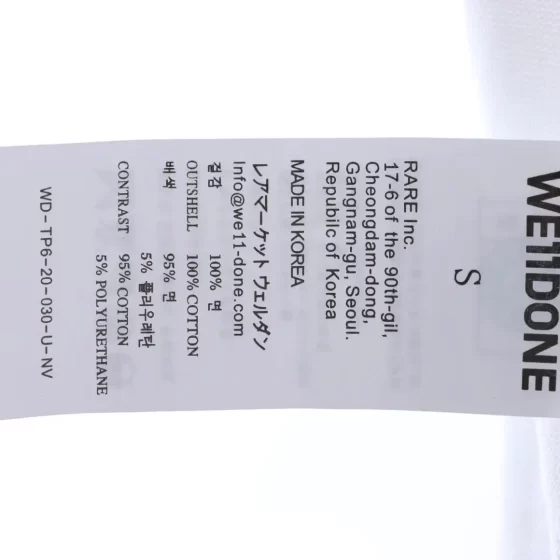 WE11DONE
S
RARE Inc.
17-6 of the 90th-gil,
Cheongdam-dong,
Gangnam-gu, Seoul.
Republic of Korea
MADE IN KOREA
レアマーケット ウェルダン
Info@we11-done.com
겉감 100% 면
OUTSHELL 100% COTTON
배색 95% 면
5% 폴리우레탄
CONTRAST 95% COTTON
5% POLYURETHANE
WD-TP6-20-030-U-NV